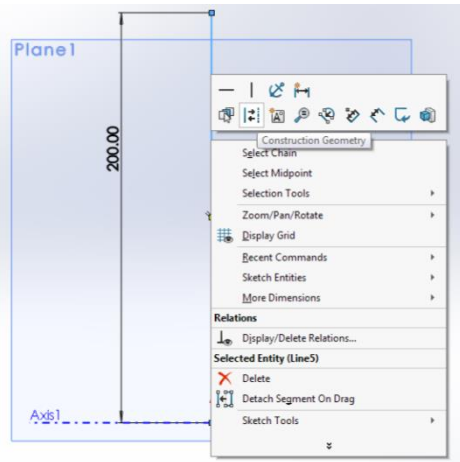 Plane1
200.00
Construction Geometry
Select Chain
Select Midpoint
Selection Tools
Zoom/Pan/Rotate
Display Grid
Recent Commands
Sketch Entities
More Dimensions
Relations
Display/Delete Relations...
Selected Entity (Line5)
Delete
Detach Segment On Drag
Sketch Tools
Axis1